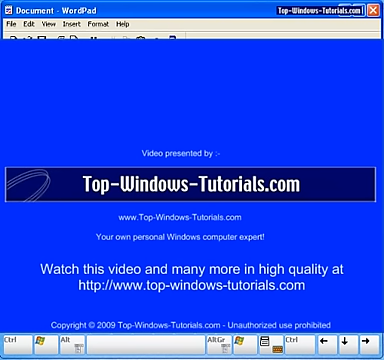 Document - WordPad
Top-Windows-Tutorials.com
File Edit View Insert Format Help
Video presented by :-
Top-Windows-Tutorials.com
www.Top-Windows-Tutorials.com
Your own personal Windows computer expert!
Watch this video and many more in high quality at
http://www.top-windows-tutorials.com
Copyright © 2009 Top-Windows-Tutorials.com - Unauthorized use prohibited
Ctrl Alt AltGr Ctrl